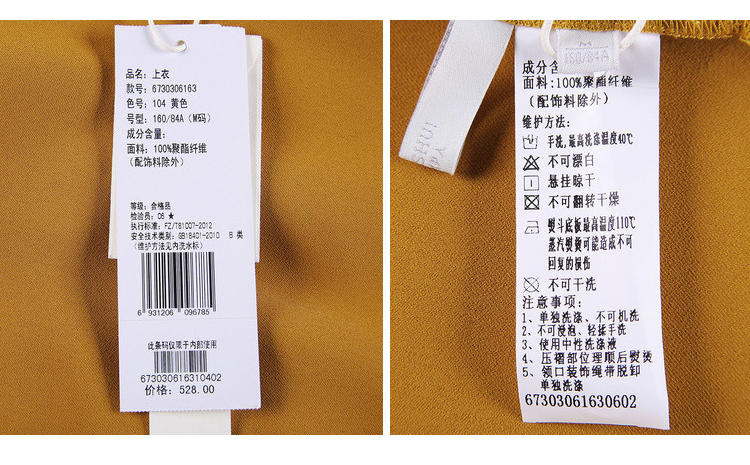 品名：上衣
款号：6730306163
色号：104 黄色
号型：160/84A（M码）
成分含量：
面料：100%聚酯纤维
（配饰料除外）
等级：合格品
检验员：06 ★
执行标准：FZ/T81007-2012
安全技术类别：GB18401-2010 B 类
（维护方法见内洗水标）
6 931206 096785
此条码仅限于内部使用
67303061631​0402
价格：528.00
M
160/84A
成分含
面料：100%聚酯纤维
（配饰料除外）
维护方法：
手洗,最高洗涤温度40℃
不可漂白
悬挂晾干
不可翻转干燥
熨斗底板最高温度110℃
蒸汽熨烫可能造成不可
回复的损伤
不可干洗
注意事项：
1、单独洗涤、不可机洗
2、不可浸泡、轻揉手洗
3、使用中性洗涤液
4、压褶部位理顺后熨烫
5、领口装饰绳带脱卸
单独洗涤
67303061630602